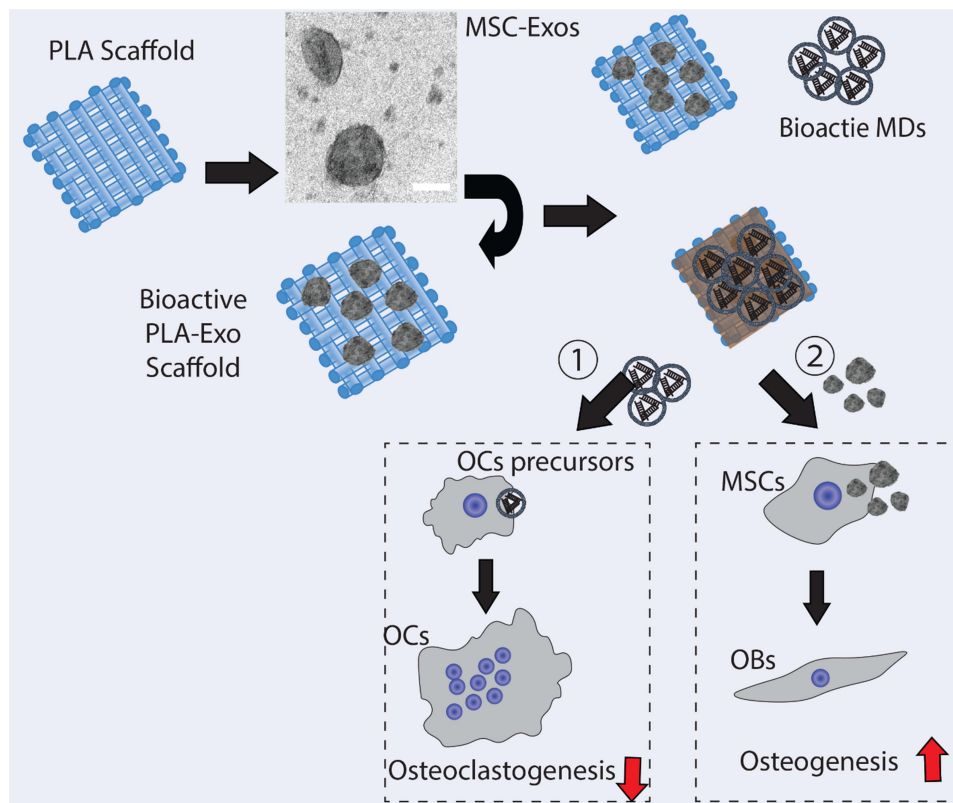 PLA Scaffold
MSC-Exos
Bioactie MDs
Bioactive
PLA-Exo
Scaffold
1
2
OCs precursors
MSCs
OCs
OBs
Osteoclastogenesis
Osteogenesis